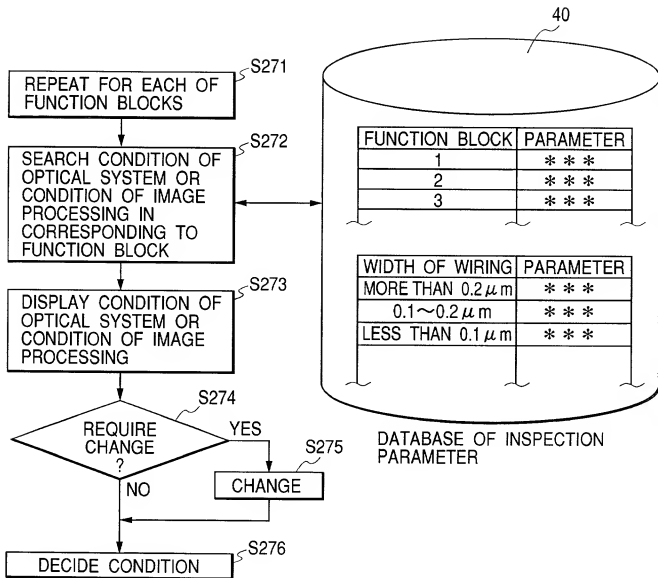 40
S271
REPEAT FOR EACH OF
FUNCTION BLOCKS
S272
SEARCH CONDITION OF
OPTICAL SYSTEM OR
CONDITION OF IMAGE
PROCESSING IN
CORRESPONDING TO
FUNCTION BLOCK
S273
DISPLAY CONDITION OF
OPTICAL SYSTEM OR
CONDITION OF IMAGE
PROCESSING
S274
REQUIRE
CHANGE
?
YES
NO
S275
CHANGE
S276
DECIDE CONDITION
FUNCTION BLOCK PARAMETER
1 ***
2 ***
3 ***
WIDTH OF WIRING PARAMETER
MORE THAN 0.2μm ***
0.1~0.2μm ***
LESS THAN 0.1μm ***
DATABASE OF INSPECTION
PARAMETER